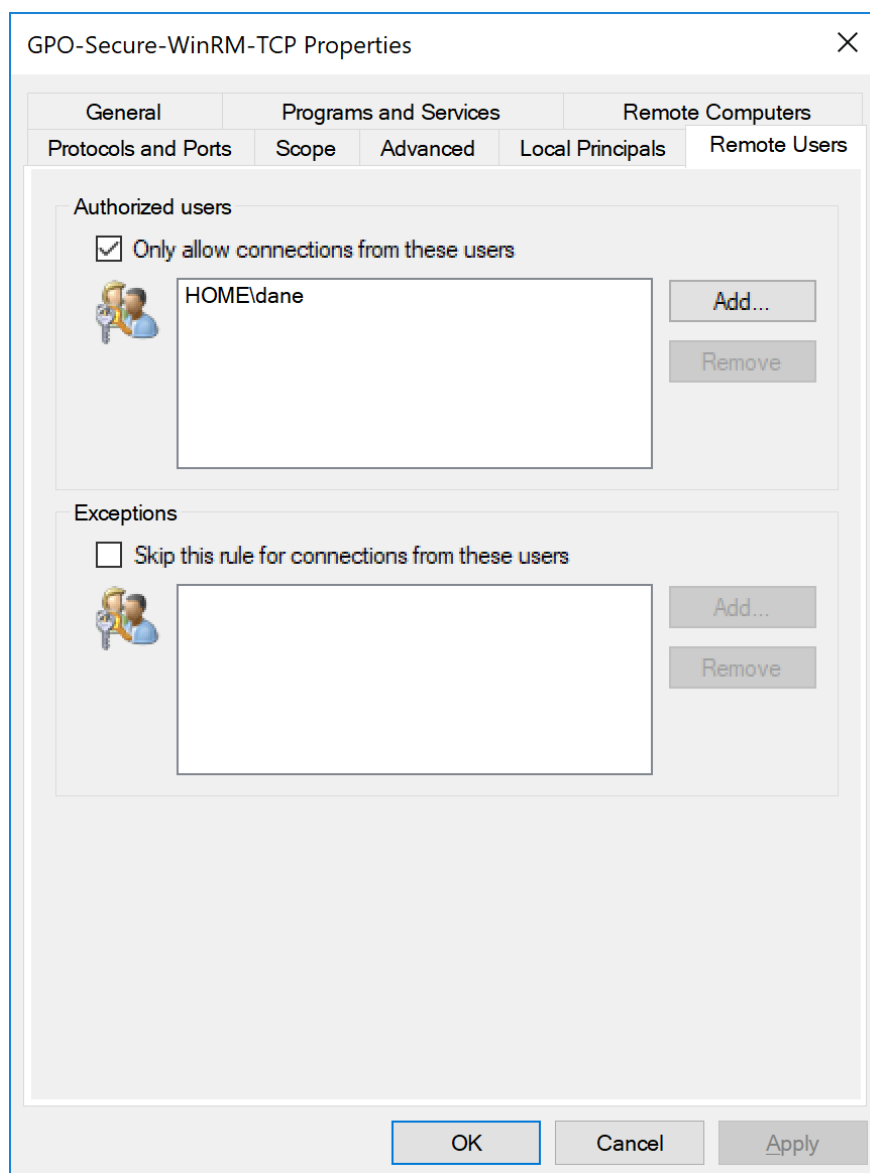 GPO-Secure-WinRM-TCP Properties
General Programs and Services Remote Computers
Protocols and Ports Scope Advanced Local Principals Remote Users
Authorized users
Only allow connections from these users
HOME\dane
Add...
Remove
Exceptions
Skip this rule for connections from these users
Add...
Remove
OK Cancel Apply